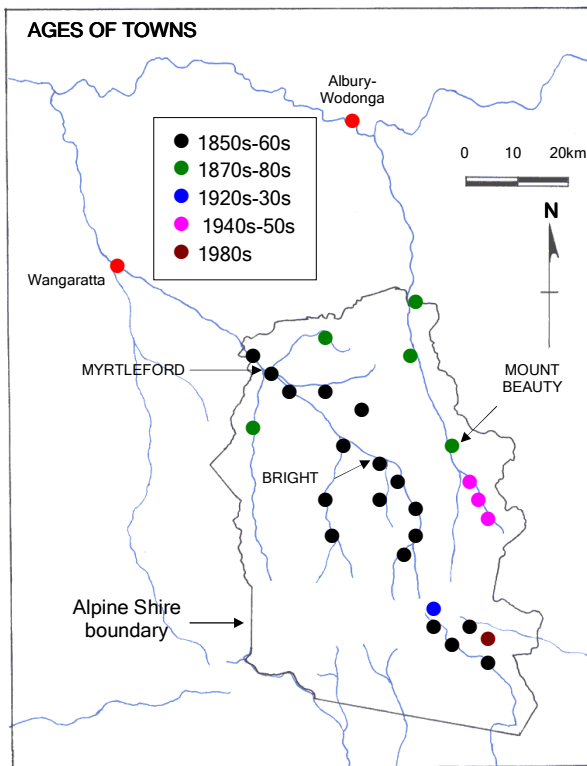 AGES OF TOWNS
Albury-
Wodonga
1850s-60s
1870s-80s
1920s-30s
1940s-50s
1980s
0 10 20km
N
Wangaratta
MYRTLEFORD
MOUNT
BEAUTY
BRIGHT
Alpine Shire
boundary